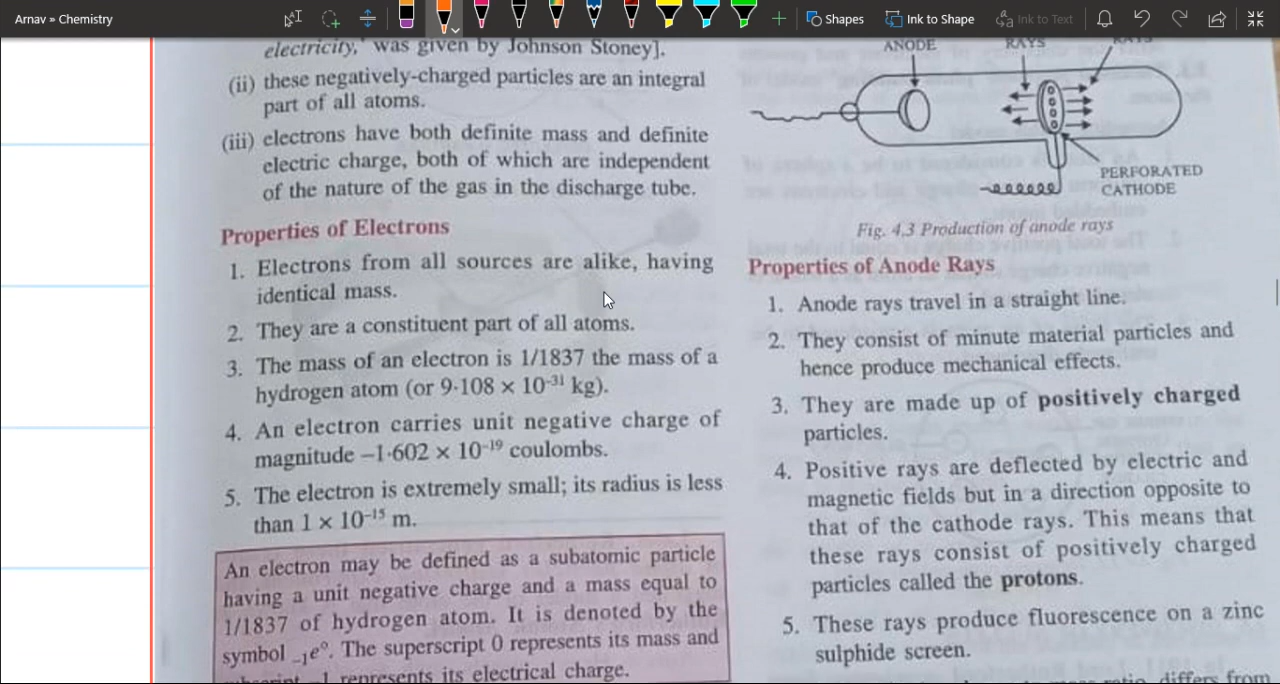 Arnav » Chemistry
Shapes
Ink to Shape
Ink to Text
electricity,' was given by Johnson Stoney].
(ii) these negatively-charged particles are an integral
part of all atoms.
(iii) electrons have both definite mass and definite
electric charge, both of which are independent
of the nature of the gas in the discharge tube.
Properties of Electrons
1. Electrons from all sources are alike, having
identical mass.
2. They are a constituent part of all atoms.
3. The mass of an electron is 1/1837 the mass of a
hydrogen atom (or 9·108 × 10⁻³¹ kg).
4. An electron carries unit negative charge of
magnitude –1·602 × 10⁻¹⁹ coulombs.
5. The electron is extremely small; its radius is less
than 1 × 10⁻¹⁵ m.
An electron may be defined as a subatomic particle
having a unit negative charge and a mass equal to
1/1837 of hydrogen atom. It is denoted by the
symbol ₋₁e⁰. The superscript 0 represents its mass and
subscript –1 represents its electrical charge.
ANODE
RAYS
RAYS
PERFORATED
CATHODE
Fig. 4.3 Production of anode rays
Properties of Anode Rays
1. Anode rays travel in a straight line.
2. They consist of minute material particles and
hence produce mechanical effects.
3. They are made up of positively charged
particles.
4. Positive rays are deflected by electric and
magnetic fields but in a direction opposite to
that of the cathode rays. This means that
these rays consist of positively charged
particles called the protons.
5. These rays produce fluorescence on a zinc
sulphide screen.
ratio, differs from